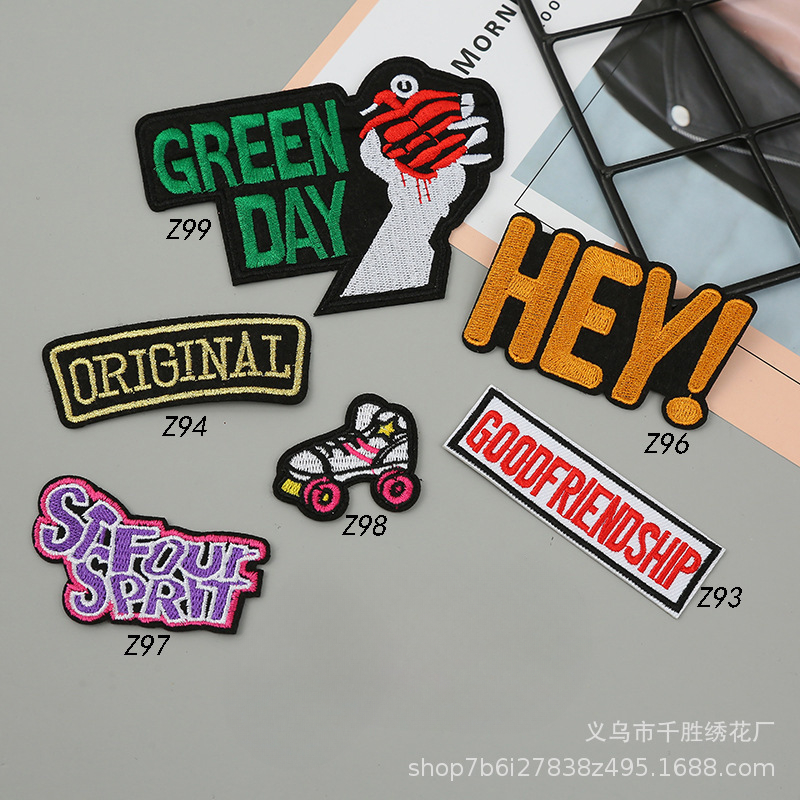 MORN
GREEN
DAY
Z99
HEY!
Z96
ORIGINAL
Z94
Z98
GOODFRIENDSHIP
Z93
STAFOUR
SPRIT
Z97
义乌市千胜绣花厂
shop7b6i27838z495.1688.com